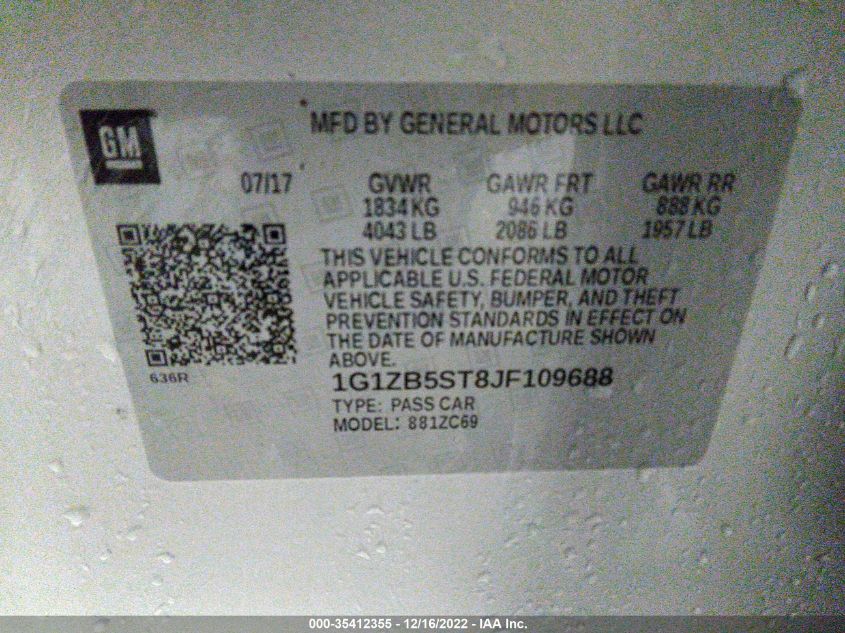 GM
MFD BY GENERAL MOTORS LLC
07/17 GVWR GAWR FRT GAWR RR
1834 KG 946 KG 888 KG
4043 LB 2086 LB 1957 LB
THIS VEHICLE CONFORMS TO ALL
APPLICABLE U.S. FEDERAL MOTOR
VEHICLE SAFETY, BUMPER, AND THEFT
PREVENTION STANDARDS IN EFFECT ON
THE DATE OF MANUFACTURE SHOWN
ABOVE.
636R
1G1ZB5ST8JF109688
TYPE: PASS CAR
MODEL: 881ZC69
000-35412355 - 12/16/2022 - IAA Inc.